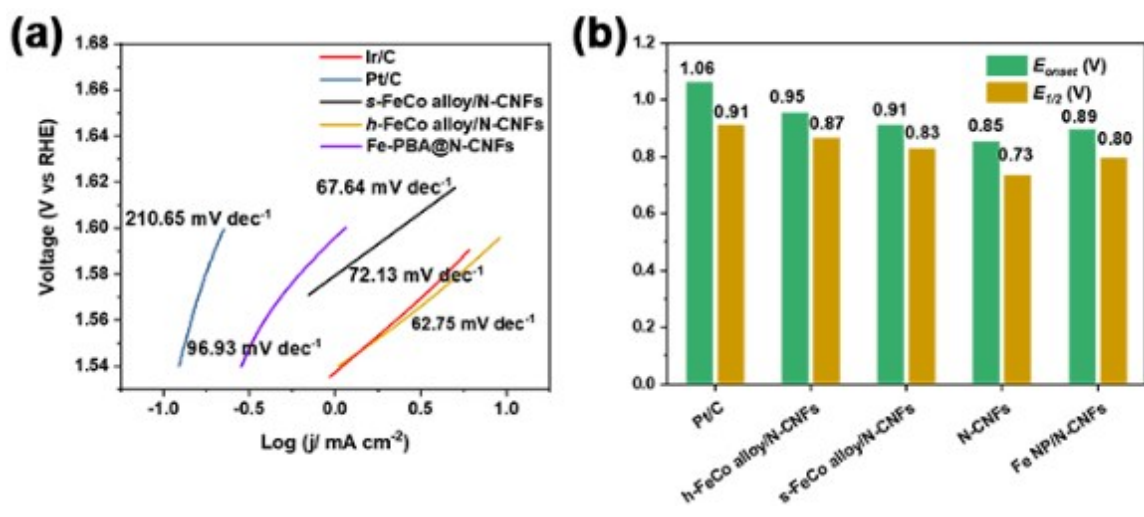 (a)
1.68
1.66
1.64
1.62
1.60
1.58
1.56
1.54
Voltage (V vs RHE)
Ir/C
Pt/C
s-FeCo alloy/N-CNFs
h-FeCo alloy/N-CNFs
Fe-PBA@N-CNFs
67.64 mV dec⁻¹
210.65 mV dec⁻¹
72.13 mV dec⁻¹
62.75 mV dec⁻¹
96.93 mV dec⁻¹
-1.0 -0.5 0.0 0.5 1.0
Log (j/ mA cm⁻²)
(b)
1.2
1.0
0.8
0.6
0.4
0.2
0.0
E_onset (V)
E_1/2 (V)
1.06 0.91 0.95 0.87 0.91 0.83 0.85 0.73 0.89 0.80
Pt/C
h-FeCo alloy/N-CNFs
s-FeCo alloy/N-CNFs
N-CNFs
Fe NP/N-CNFs